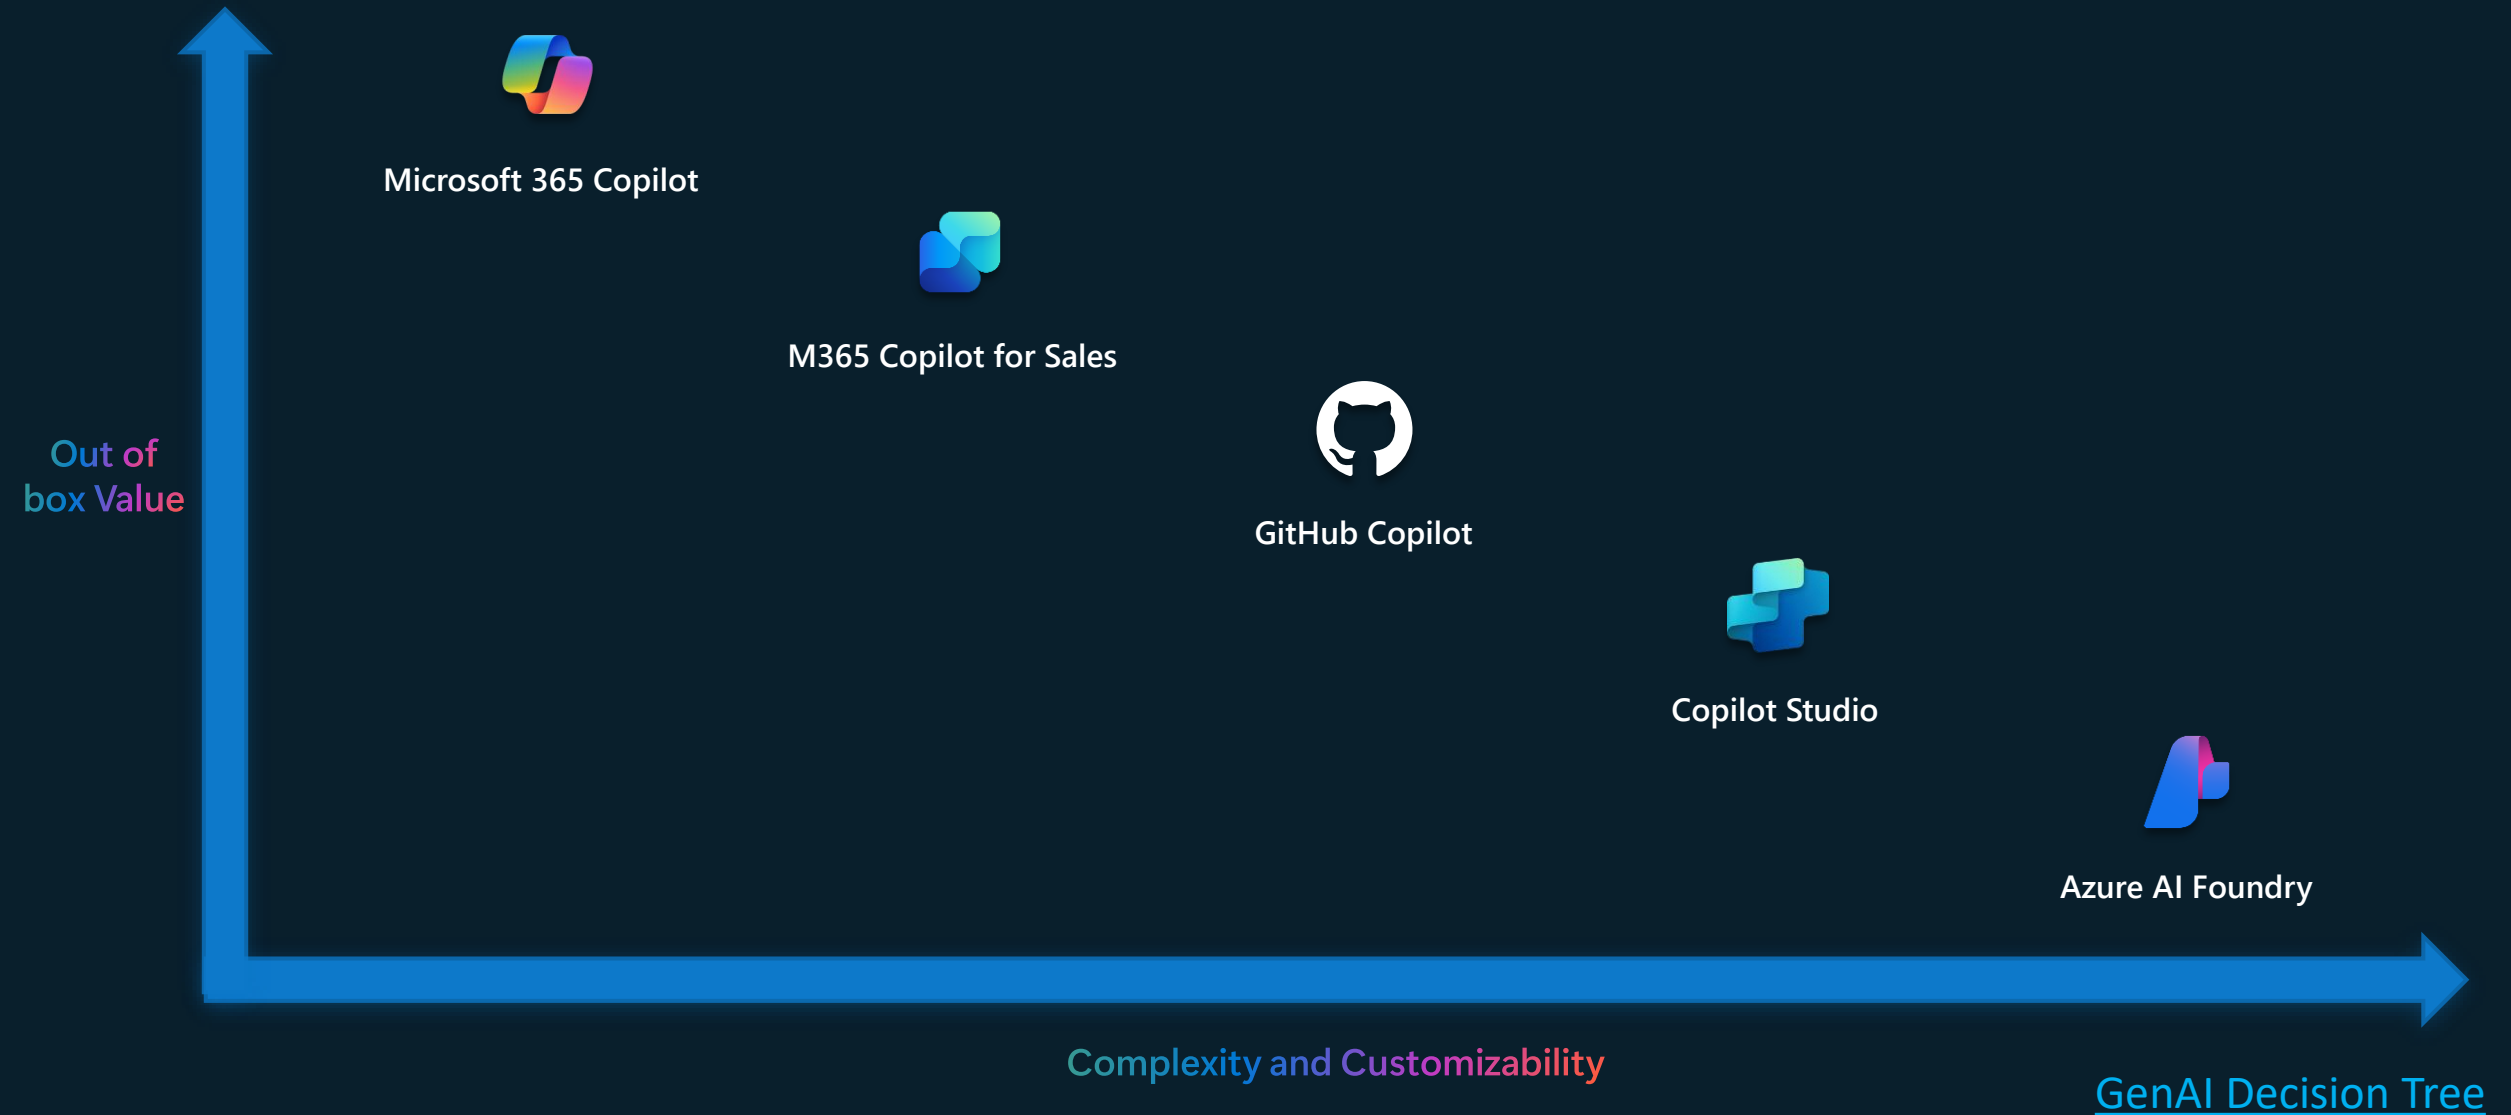 Microsoft 365 Copilot
M365 Copilot for Sales
Out of
box Value
GitHub Copilot
Copilot Studio
Azure AI Foundry
Complexity and Customizability
GenAI Decision Tree